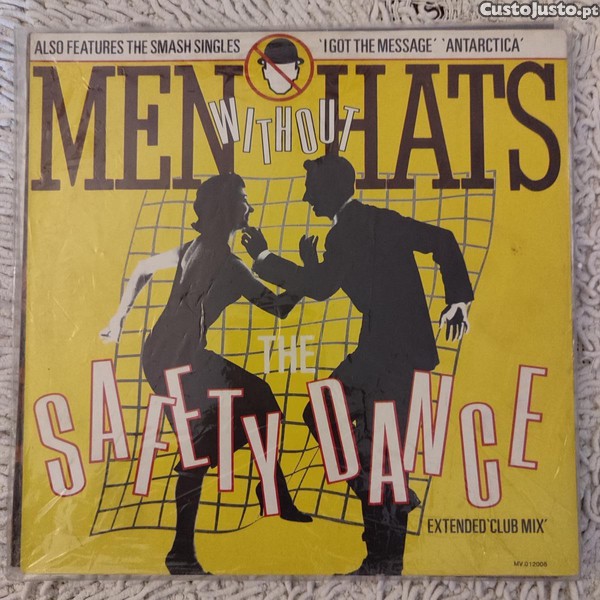 CustoJusto.pt
ALSO FEATURES THE SMASH SINGLES 'I GOT THE MESSAGE' 'ANTARCTICA'
MEN WITHOUT HATS
THE
SAFETY DANCE
EXTENDED 'CLUB MIX'
MV.012006